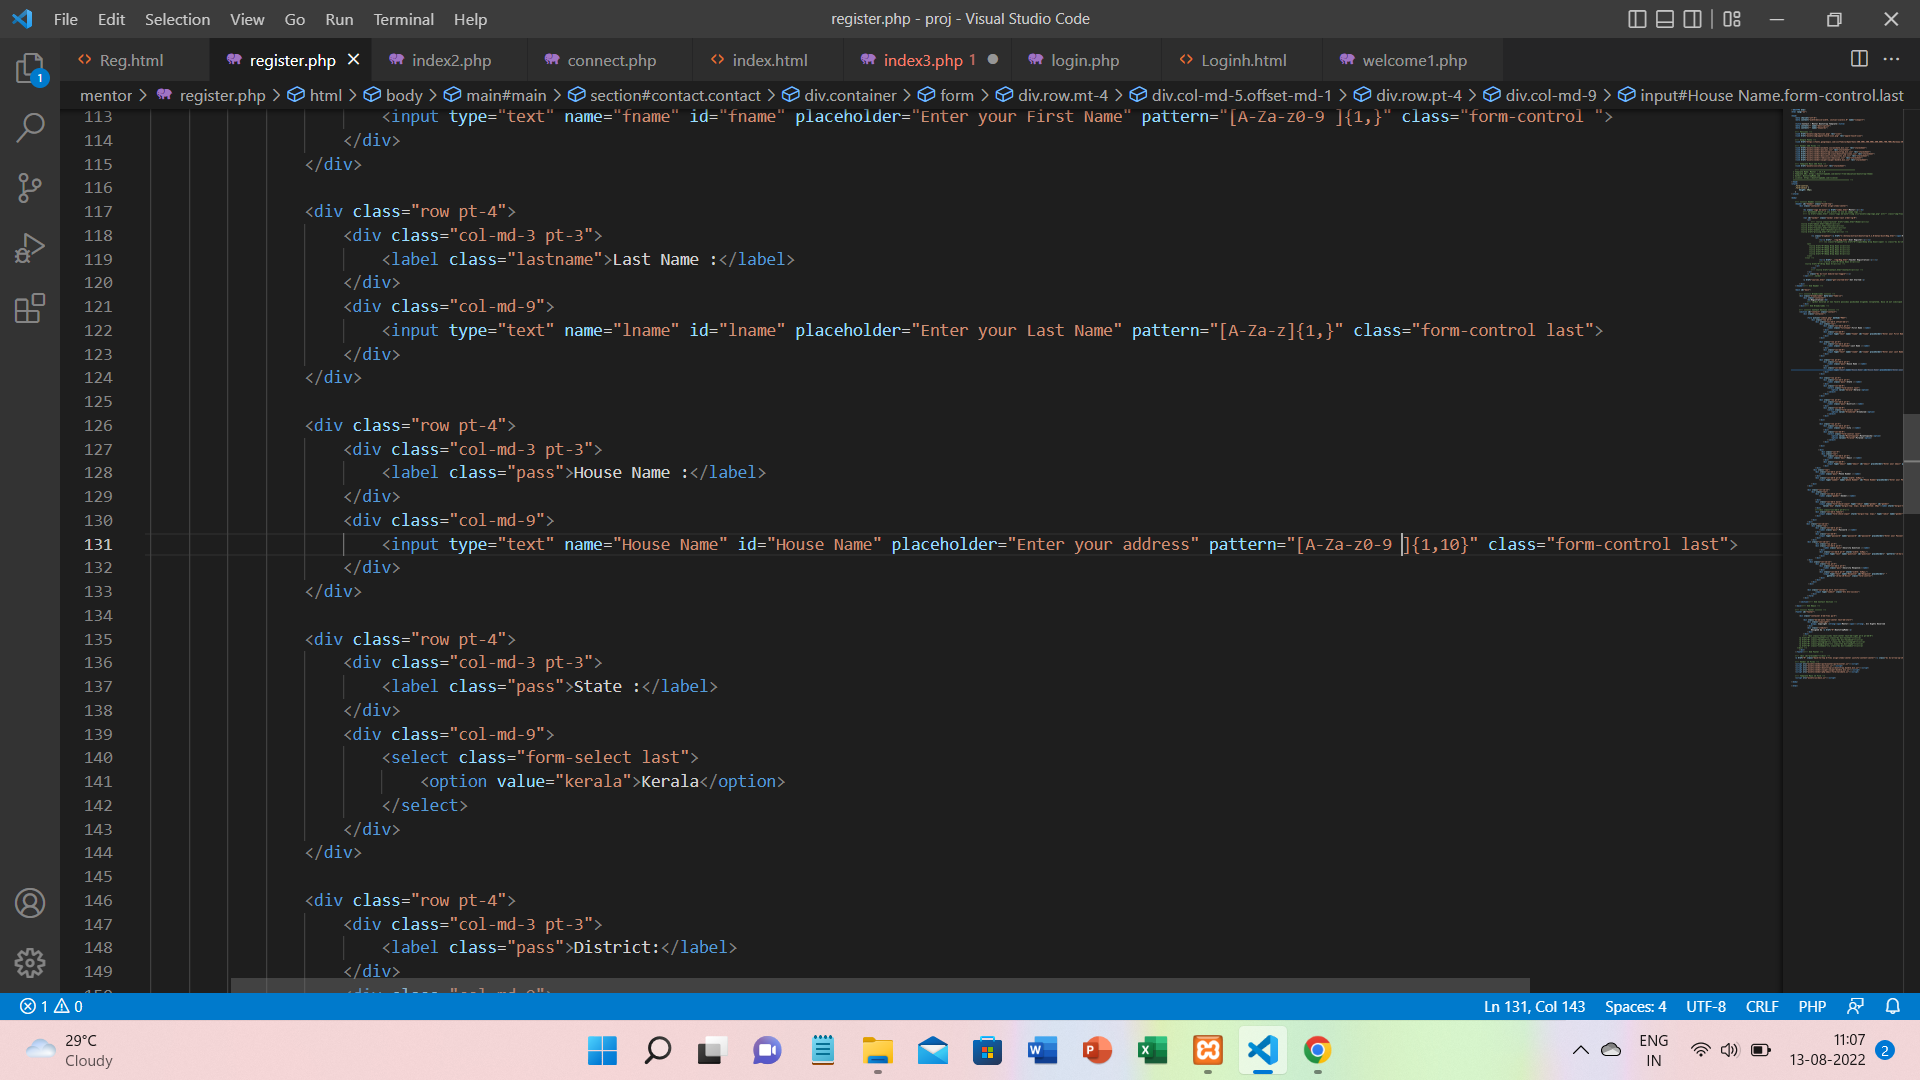 File Edit Selection View Go Run Terminal Help register.php - proj - Visual Studio Code
Reg.html register.php index2.php connect.php index.html index3.php 1 login.php Loginh.html welcome1.php
mentor > register.php > html > body > main#main > section#contact.contact > div.container > form > div.row.mt-4 > div.col-md-5.offset-md-1 > div.row.pt-4 > div.col-md-9 > input#House Name.form-control.last
113 <input type="text" name="fname" id="fname" placeholder="Enter your First Name" pattern="[A-Za-z0-9 ]{1,}" class="form-control ">
114 </div>
115 </div>
116
117 <div class="row pt-4">
118 <div class="col-md-3 pt-3">
119 <label class="lastname">Last Name :</label>
120 </div>
121 <div class="col-md-9">
122 <input type="text" name="lname" id="lname" placeholder="Enter your Last Name" pattern="[A-Za-z]{1,}" class="form-control last">
123 </div>
124 </div>
125
126 <div class="row pt-4">
127 <div class="col-md-3 pt-3">
128 <label class="pass">House Name :</label>
129 </div>
130 <div class="col-md-9">
131 <input type="text" name="House Name" id="House Name" placeholder="Enter your address" pattern="[A-Za-z0-9 ]{1,10}" class="form-control last">
132 </div>
133 </div>
134
135 <div class="row pt-4">
136 <div class="col-md-3 pt-3">
137 <label class="pass">State :</label>
138 </div>
139 <div class="col-md-9">
140 <select class="form-select last">
141 <option value="kerala">Kerala</option>
142 </select>
143 </div>
144 </div>
145
146 <div class="row pt-4">
147 <div class="col-md-3 pt-3">
148 <label class="pass">District:</label>
149 </div>
1 0 Ln 131, Col 143 Spaces: 4 UTF-8 CRLF PHP
29°C
Cloudy
ENG
IN
11:07
13-08-2022
2